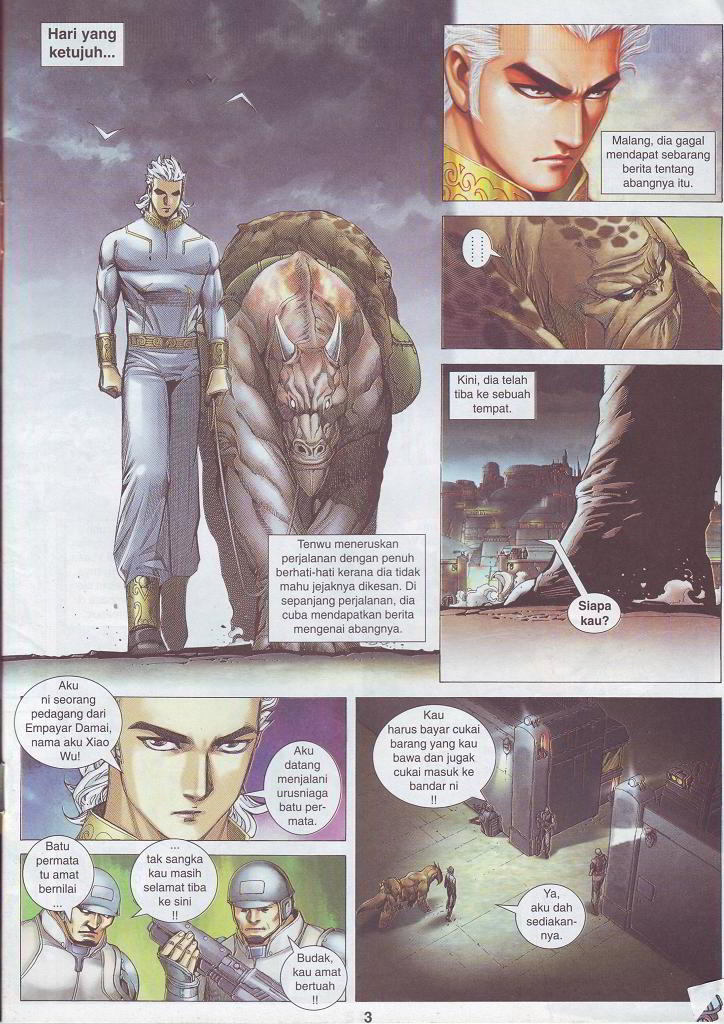 Hari yang
ketujuh...
Tenwu meneruskan
perjalanan dengan penuh
berhati-hati kerana dia tidak
mahu jejaknya dikesan. Di
sepanjang perjalanan, dia
cuba mendapatkan berita
mengenai abangnya.
Malang, dia gagal
mendapat sebarang
berita tentang
abangnya itu.
......
Kini, dia telah
tiba ke sebuah
tempat.
Siapa
kau?
Aku
ni seorang
pedagang dari
Empayar Damai,
nama aku Xiao
Wu!
Aku
datang
menjalani
urusniaga
batu per-
mata.
Kau
harus bayar cukai
barang yang kau
bawa dan jugak
cukai masuk ke
bandar ni
!!
Ya,
aku dah
sediakan-
nya.
Batu
permata
tu amat
bernilai
...
...
tak sangka
kau masih
selamat tiba
ke sini
!!
Budak,
kau amat
bertuah
!!
3